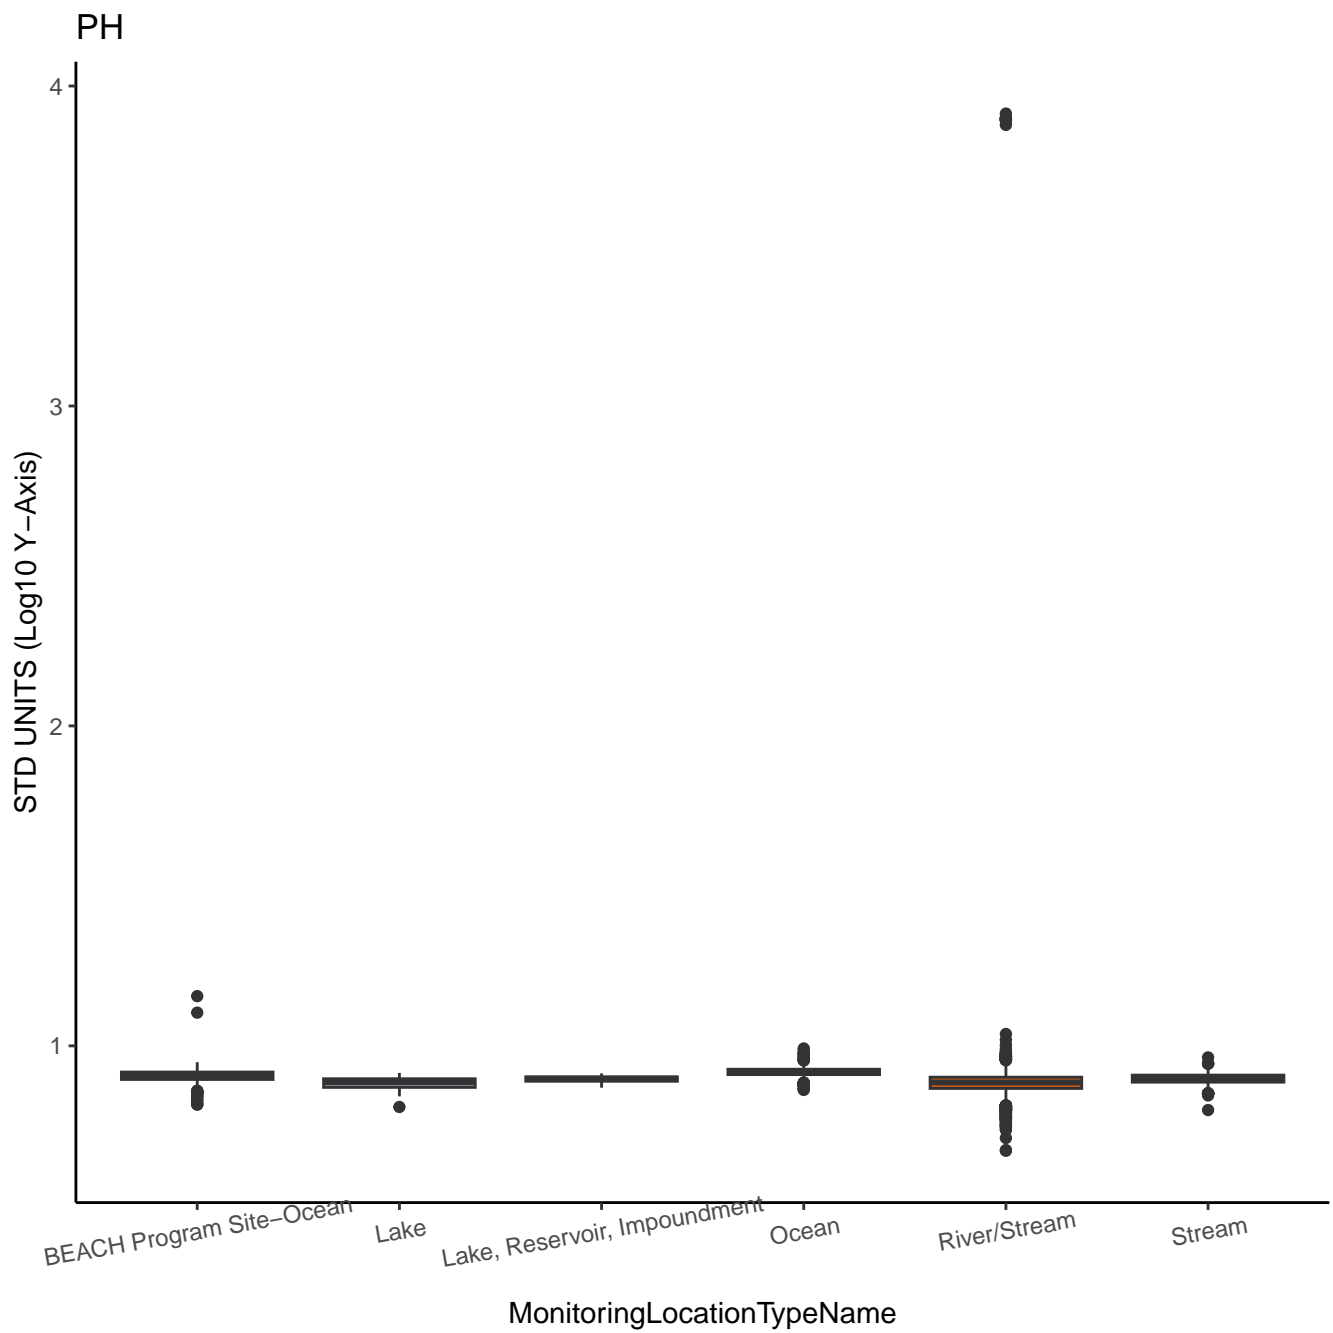 PH
4
3
2
1
STD UNITS (Log10 Y−Axis)
BEACH Program Site−Ocean
Lake
Lake, Reservoir, Impoundment
Ocean
River/Stream
Stream
MonitoringLocationTypeName